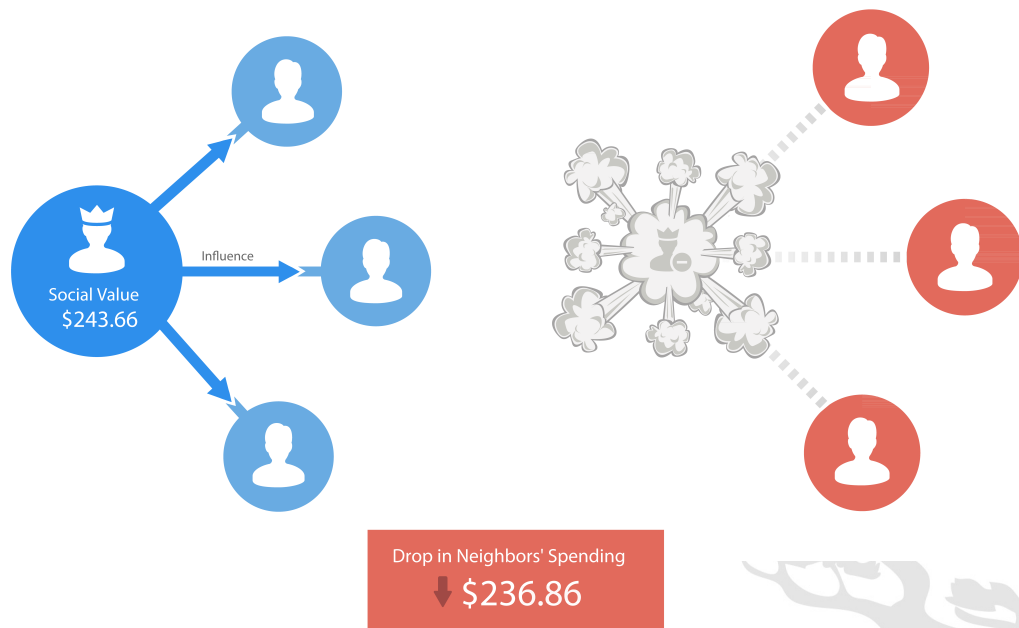 Influence
Social Value
$243.66
Drop in Neighbors' Spending
$236.86